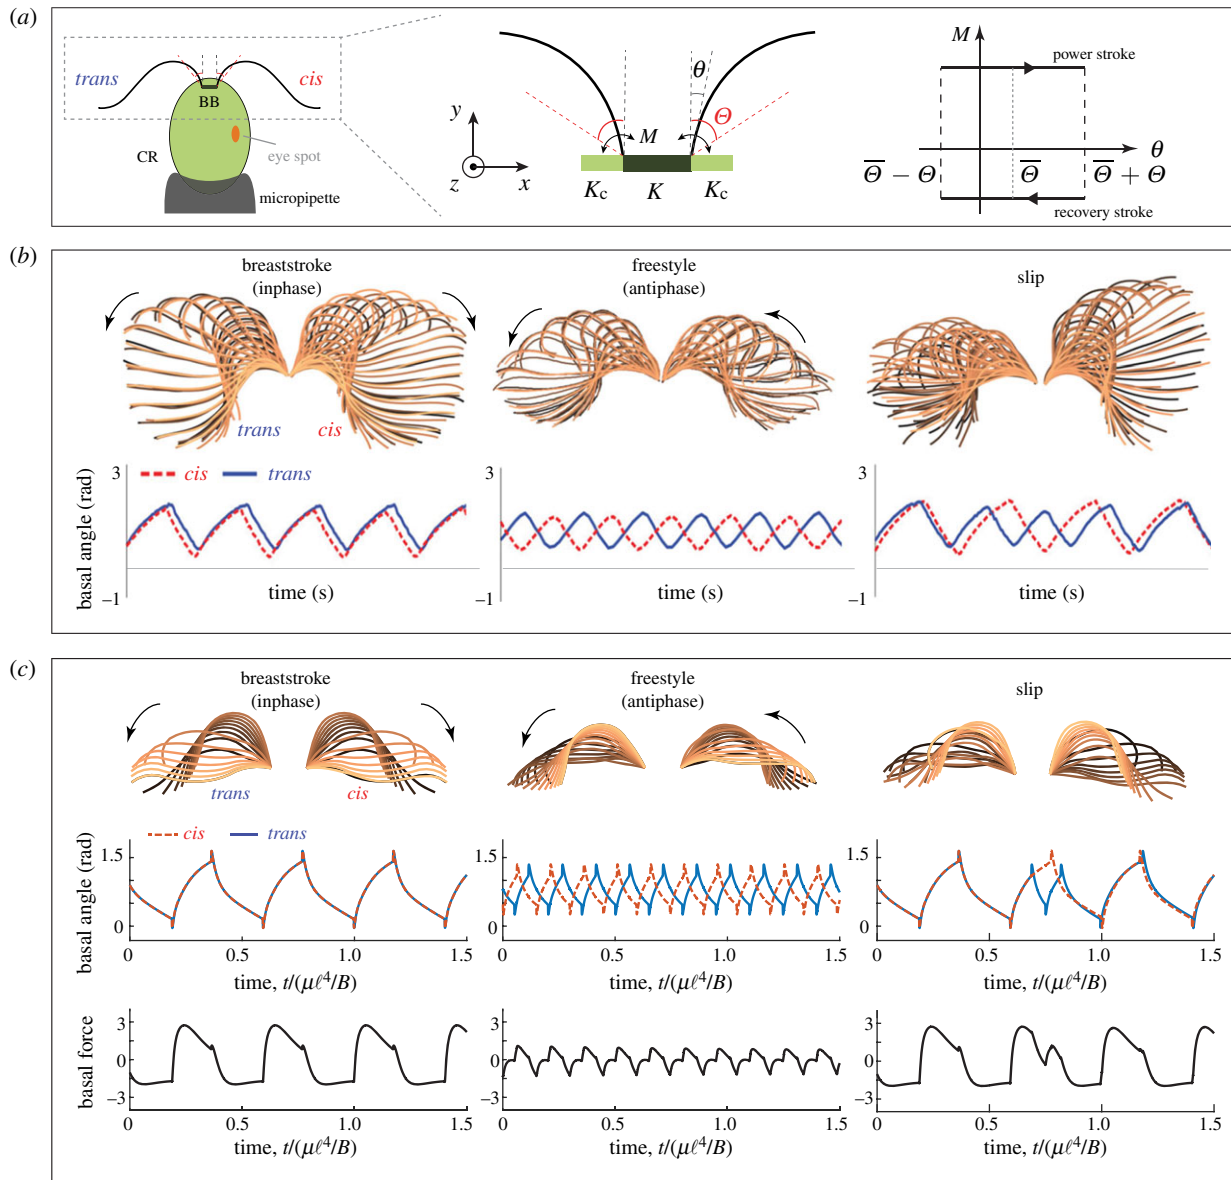 (a)
trans
cis
BB
CR
eye spot
micropipette
y
z
x
θ
Θ
M
K_c
K
K_c
M
power stroke
θ
Θ̅ − Θ
Θ̅
Θ̅ + Θ
recovery stroke
(b)
breaststroke
(inphase)
trans
cis
freestyle
(antiphase)
slip
basal angle (rad)
3
−1
cis
trans
time (s)
3
−1
time (s)
3
−1
time (s)
(c)
breaststroke
(inphase)
trans
cis
freestyle
(antiphase)
slip
cis
trans
basal angle (rad)
1.5
0
0 0.5 1.0 1.5
time, t/(µℓ⁴/B)
1.5
0
0 0.5 1.0 1.5
time, t/(µℓ⁴/B)
1.5
0
0 0.5 1.0 1.5
time, t/(µℓ⁴/B)
basal force
3
0
−3
0 0.5 1.0 1.5
time, t/(µℓ⁴/B)
3
0
−3
0 0.5 1.0 1.5
time, t/(µℓ⁴/B)
3
0
−3
0 0.5 1.0 1.5
time, t/(µℓ⁴/B)